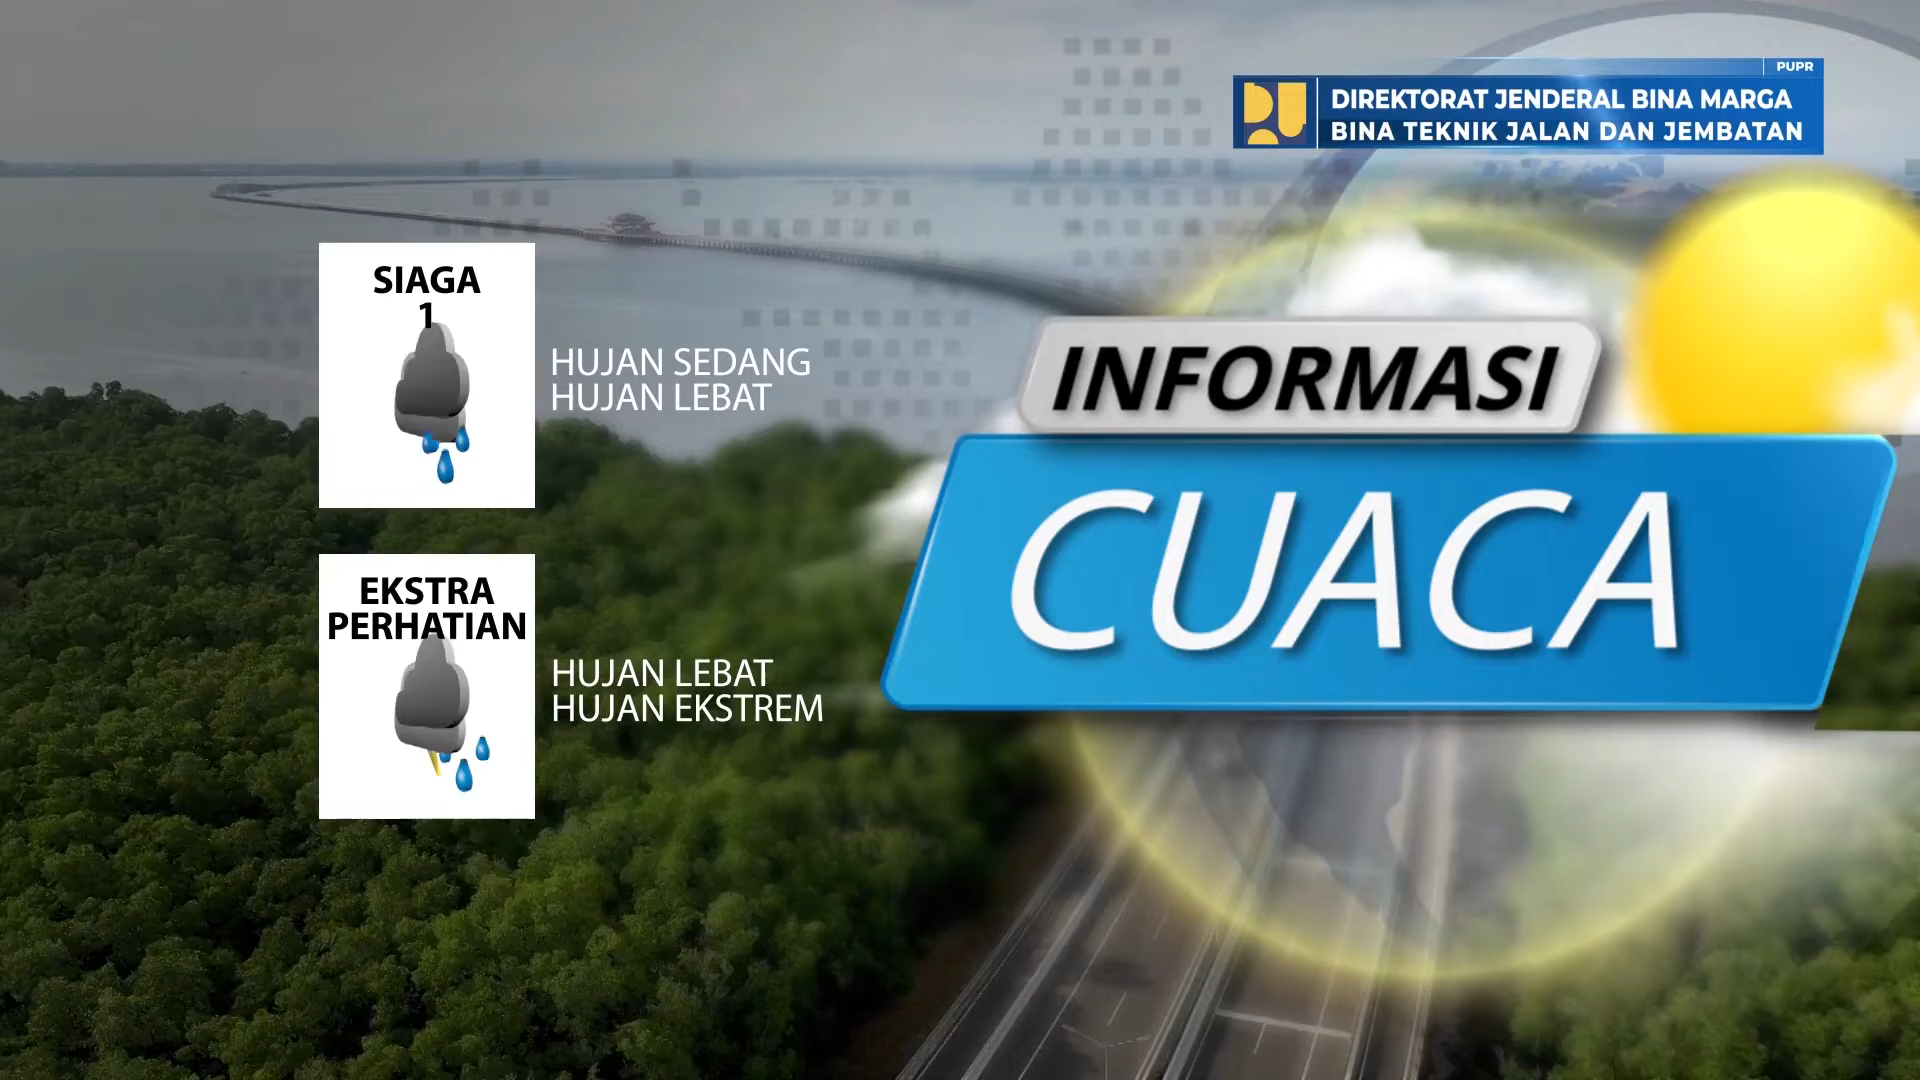 PUPR
DIREKTORAT JENDERAL BINA MARGA
BINA TEKNIK JALAN DAN JEMBATAN
SIAGA
1
HUJAN SEDANG
HUJAN LEBAT
EKSTRA
PERHATIAN
HUJAN LEBAT
HUJAN EKSTREM
INFORMASI
CUACA